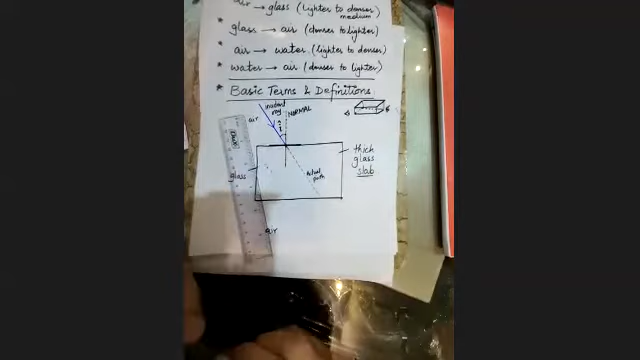 air → glass (lighter to denser medium)
* glass → air (denser to lighter)
* air → water (lighter to denser)
* water → air (denser to lighter)
* Basic Terms & Definitions
incident ray
NORMAL
air
thick glass slab
glass
actual path
air